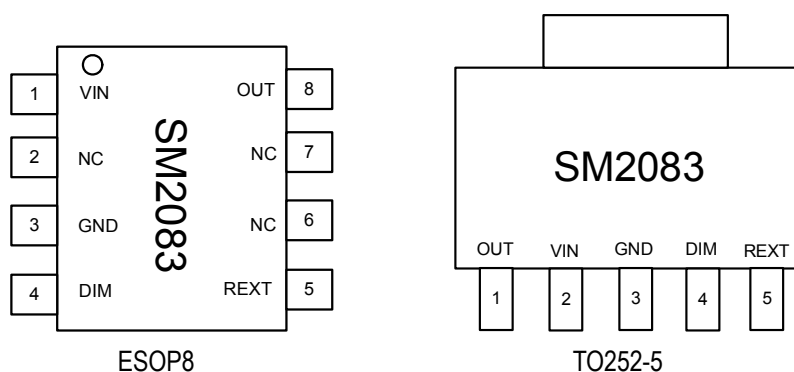 1 VIN OUT 8
2 NC NC 7
3 GND NC 6
4 DIM REXT 5
SM2083
ESOP8
SM2083
OUT VIN GND DIM REXT
1 2 3 4 5
TO252-5